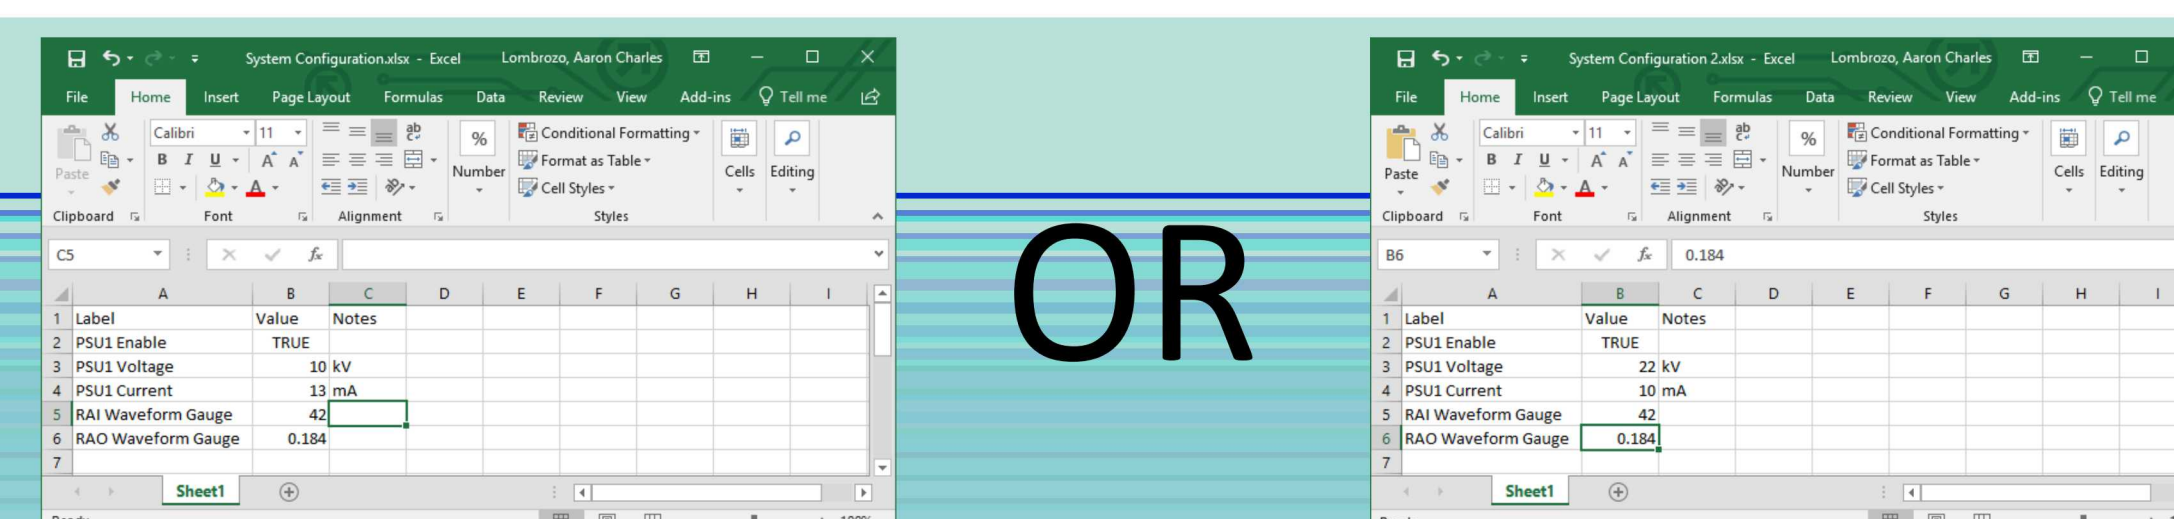 System Configuration.xlsx - Excel
Lombrozo, Aaron Charles
File Home Insert Page Layout Formulas Data Review View Add-ins Tell me
Paste
Calibri 11
B I U A A
A
ab
%
Number
Conditional Formatting
Format as Table
Cell Styles
Cells Editing
Clipboard Font Alignment Styles
C5 fx
A B C D E F G H I
1 Label Value Notes
2 PSU1 Enable TRUE
3 PSU1 Voltage 10 kV
4 PSU1 Current 13 mA
5 RAI Waveform Gauge 42
6 RAO Waveform Gauge 0.184
7
Sheet1
OR
System Configuration 2.xlsx - Excel
Lombrozo, Aaron Charles
File Home Insert Page Layout Formulas Data Review View Add-ins Tell me
Paste
Calibri 11
B I U A A
A
ab
%
Number
Conditional Formatting
Format as Table
Cell Styles
Cells Editing
Clipboard Font Alignment Styles
B6 fx 0.184
A B C D E F G H I
1 Label Value Notes
2 PSU1 Enable TRUE
3 PSU1 Voltage 22 kV
4 PSU1 Current 10 mA
5 RAI Waveform Gauge 42
6 RAO Waveform Gauge 0.184
7
Sheet1